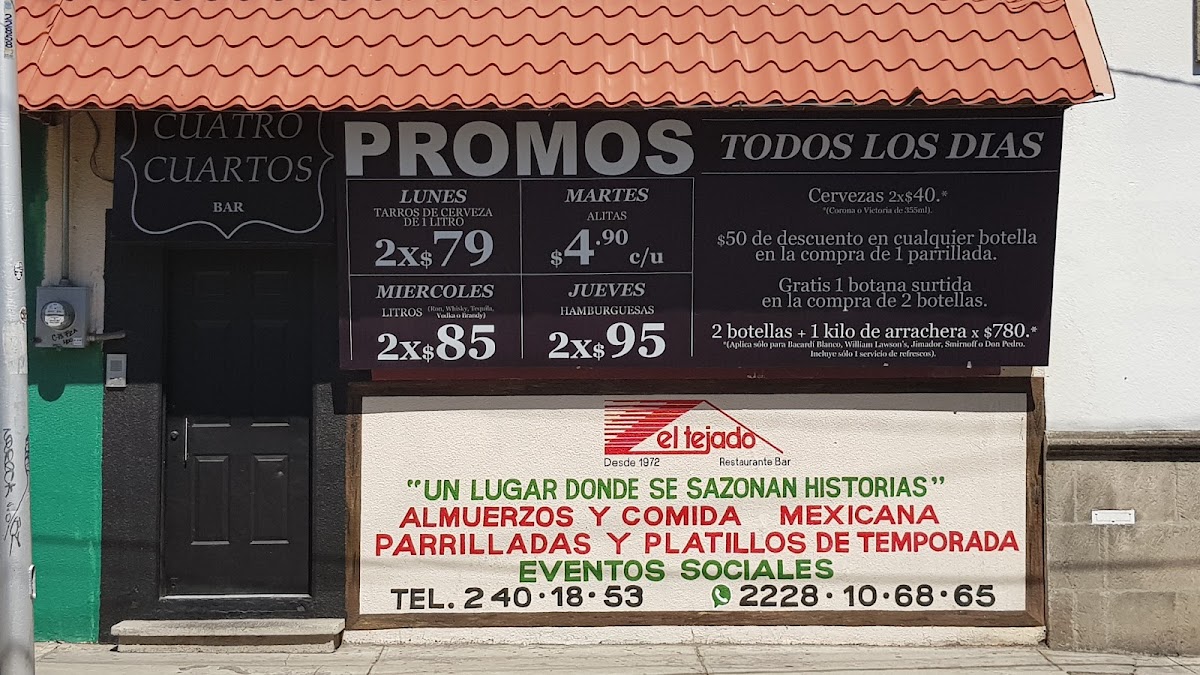 CUATRO
CUARTOS
BAR
PROMOS
LUNES
TARROS DE CERVEZA
DE 1 LITRO
2x$79
MARTES
ALITAS
$4.90 c/u
MIERCOLES
LITROS (Ron, Whisky, Tequila,
Vodka o Brandy)
2x$85
JUEVES
HAMBURGUESAS
2x$95
TODOS LOS DIAS
Cervezas 2x$40.*
*(Corona o Victoria de 355ml).
$50 de descuento en cualquier botella
en la compra de 1 parrillada.
Gratis 1 botana surtida
en la compra de 2 botellas.
2 botellas + 1 kilo de arrachera x $780.*
*(Aplica sólo para Bacardi Blanco, William Lawson's, Jimador, Smirnoff o Don Pedro.
Incluye sólo 1 servicio de refrescos).
el tejado
Desde 1972 Restaurante Bar
"UN LUGAR DONDE SE SAZONAN HISTORIAS"
ALMUERZOS Y COMIDA MEXICANA
PARRILLADAS Y PLATILLOS DE TEMPORADA
EVENTOS SOCIALES
TEL. 240·18·53 2228·10·68·65